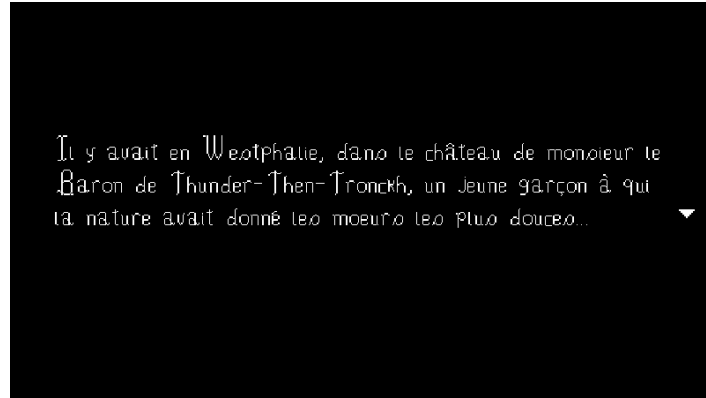 Il y avait en Westphalie, dans le château de monsieur le
Baron de Thunder-Then-Tronckh, un jeune garçon à qui
la nature avait donné les moeurs les plus douces...